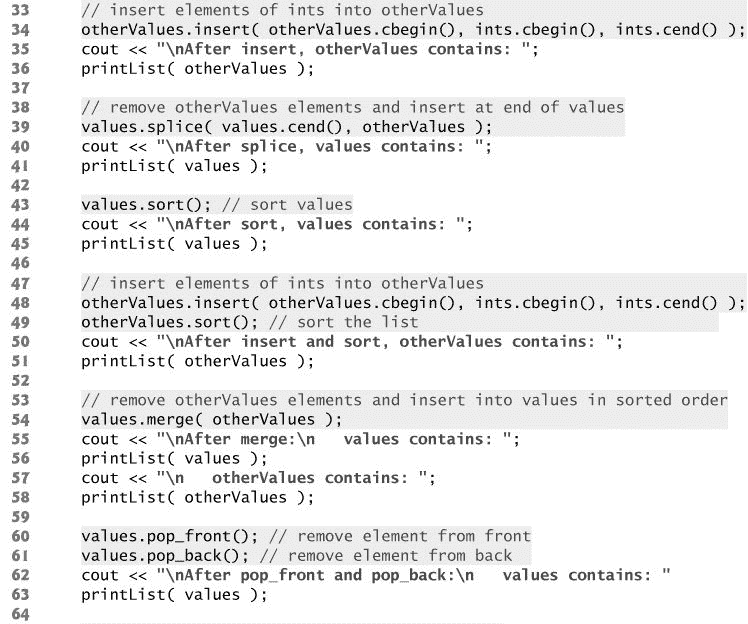 33 // insert elements of ints into otherValues
34 otherValues.insert( otherValues.cbegin(), ints.cbegin(), ints.cend() );
35 cout << "\nAfter insert, otherValues contains: ";
36 printList( otherValues );
37
38 // remove otherValues elements and insert at end of values
39 values.splice( values.cend(), otherValues );
40 cout << "\nAfter splice, values contains: ";
41 printList( values );
42
43 values.sort(); // sort values
44 cout << "\nAfter sort, values contains: ";
45 printList( values );
46
47 // insert elements of ints into otherValues
48 otherValues.insert( otherValues.cbegin(), ints.cbegin(), ints.cend() );
49 otherValues.sort(); // sort the list
50 cout << "\nAfter insert and sort, otherValues contains: ";
51 printList( otherValues );
52
53 // remove otherValues elements and insert into values in sorted order
54 values.merge( otherValues );
55 cout << "\nAfter merge:\n   values contains: ";
56 printList( values );
57 cout << "\n   otherValues contains: ";
58 printList( otherValues );
59
60 values.pop_front(); // remove element from front
61 values.pop_back(); // remove element from back
62 cout << "\nAfter pop_front and pop_back:\n   values contains: "
63 printList( values );
64